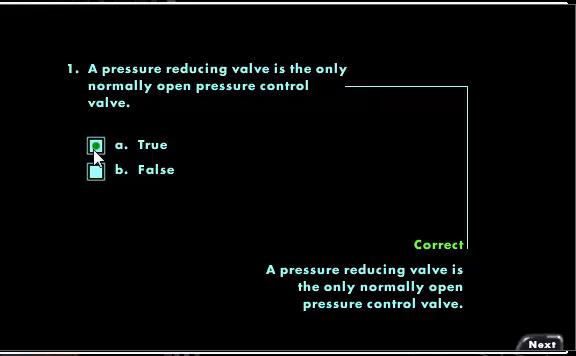 1. A pressure reducing valve is the only
normally open pressure control
valve.
a. True
b. False
Correct
A pressure reducing valve is
the only normally open
pressure control valve.
Next